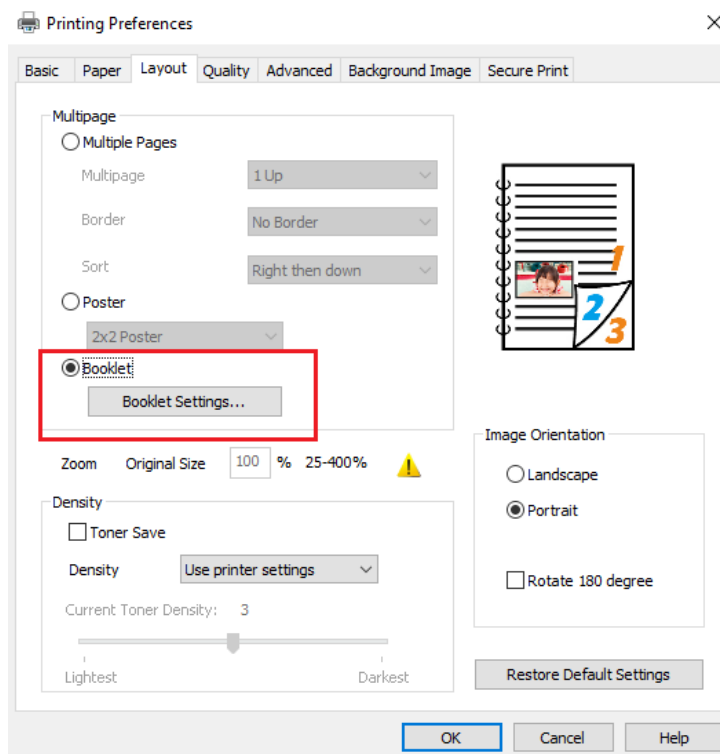 Printing Preferences
Basic Paper Layout Quality Advanced Background Image Secure Print
Multipage
Multiple Pages
Multipage 1 Up
Border No Border
Sort Right then down
Poster
2x2 Poster
Booklet
Booklet Settings...
Zoom Original Size 100 % 25-400%
Density
Toner Save
Density Use printer settings
Current Toner Density: 3
Lightest Darkest
1
2
3
Image Orientation
Landscape
Portrait
Rotate 180 degree
Restore Default Settings
OK Cancel Help